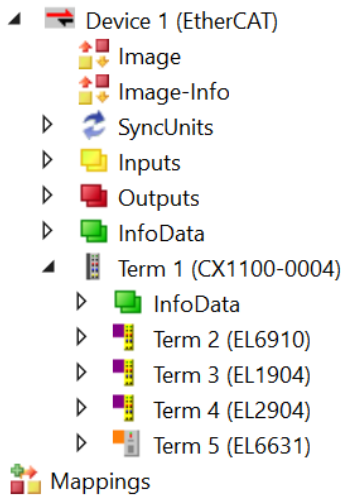 Device 1 (EtherCAT)
Image
Image-Info
SyncUnits
Inputs
Outputs
InfoData
Term 1 (CX1100-0004)
InfoData
Term 2 (EL6910)
Term 3 (EL1904)
Term 4 (EL2904)
Term 5 (EL6631)
Mappings